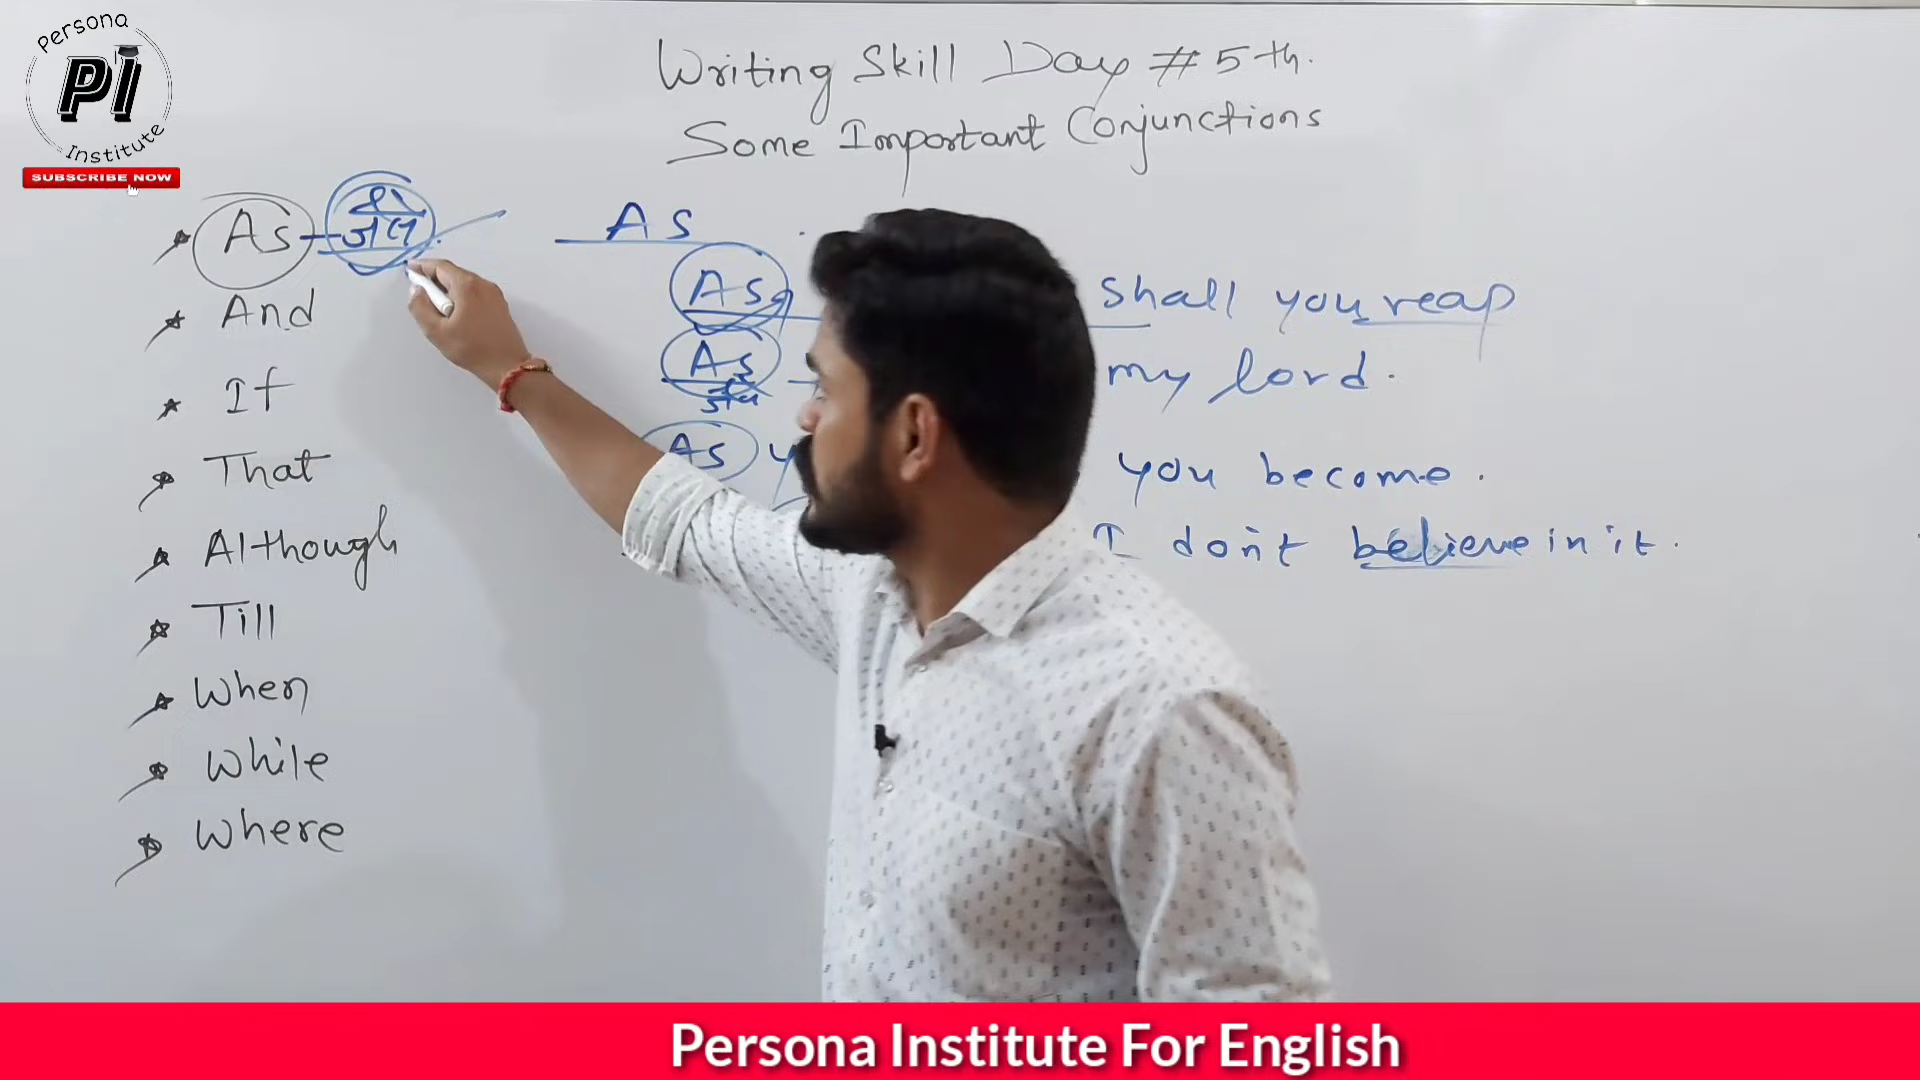 Persona
PI
Institute
SUBSCRIBE NOW
Writing Skill Day # 5th.
Some Important Conjunctions
As
And
If
That
Although
Till
When
While
Where
As
As shall you reap
As my lord.
As you become.
I don't believe in it.
Persona Institute For English